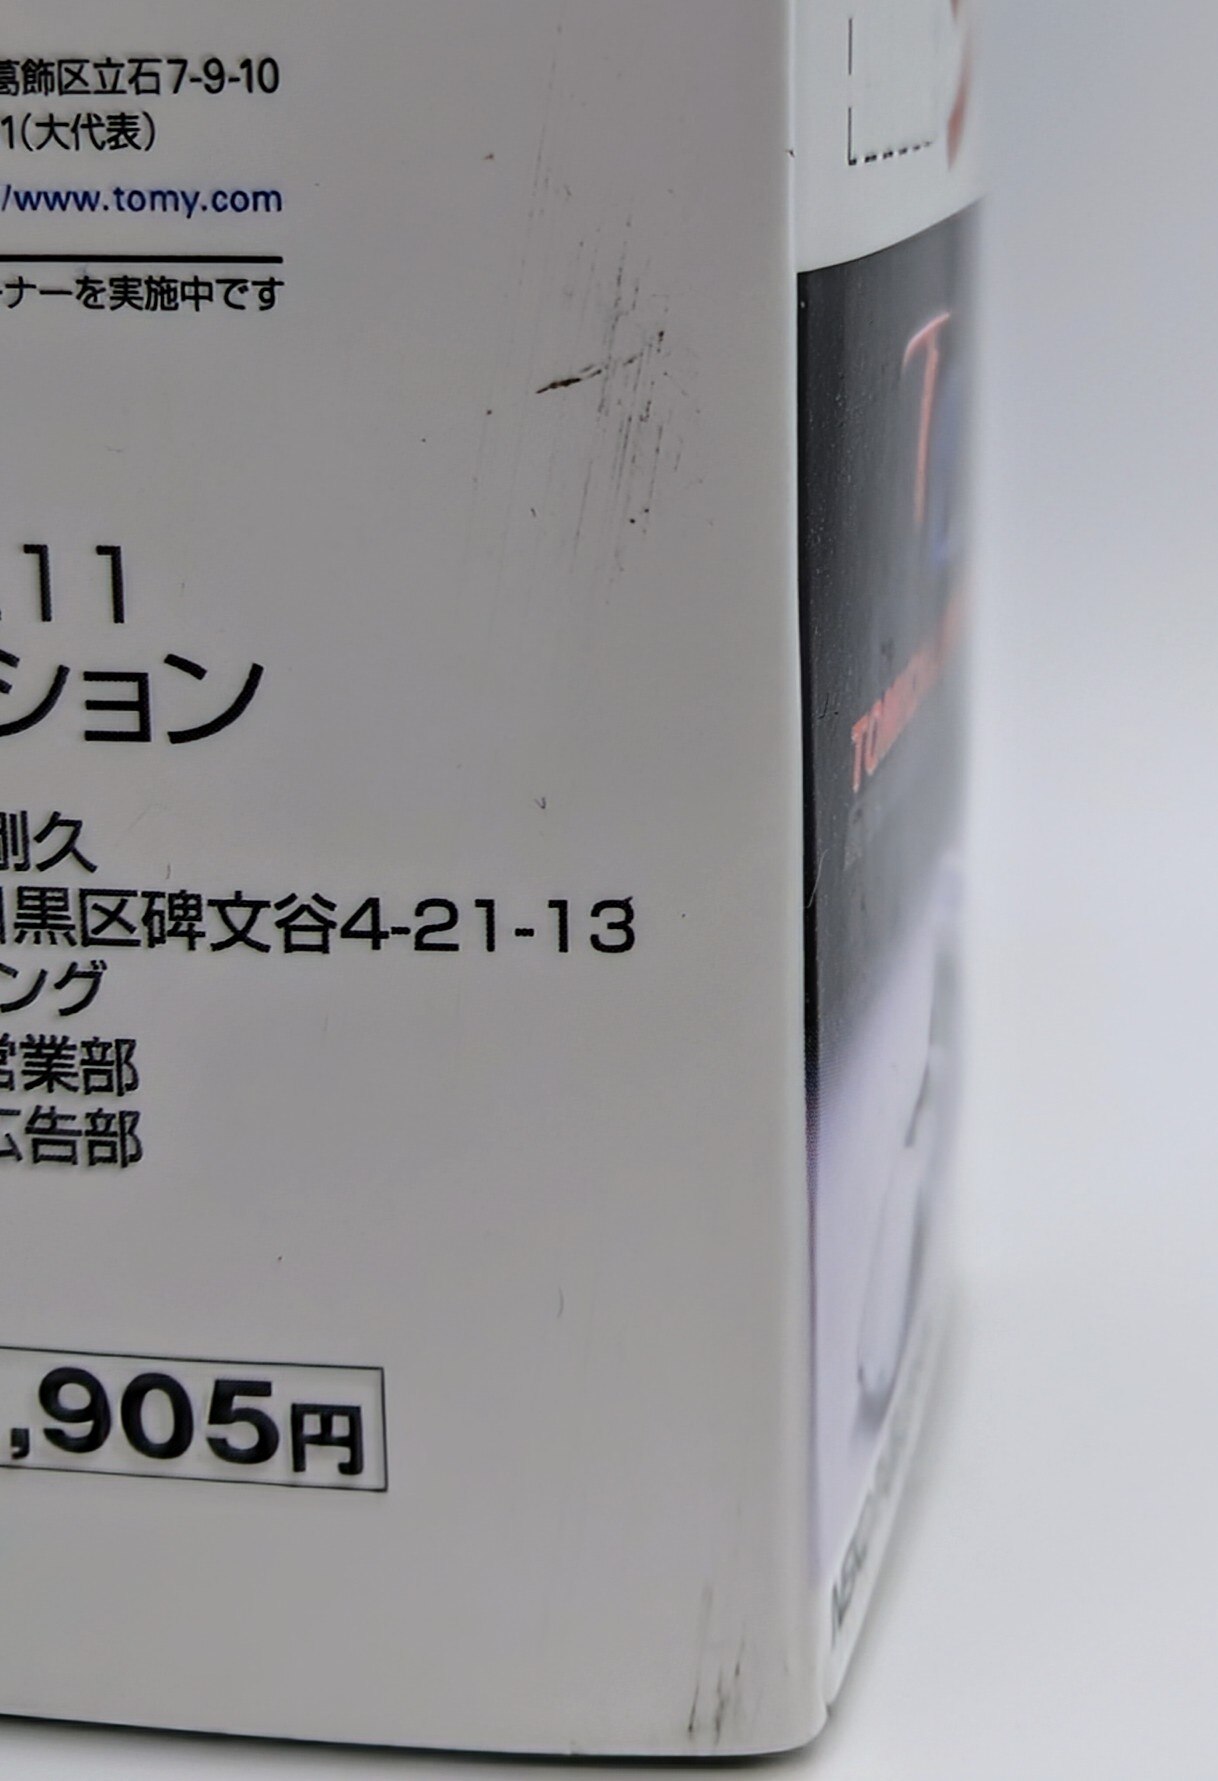 葛飾区立石7-9-10
1(大代表)
/www.tomy.com
ナーを実施中です
.11
ション
剛久
目黒区碑文谷4-21-13
ング
営業部
広告部
,905円
T